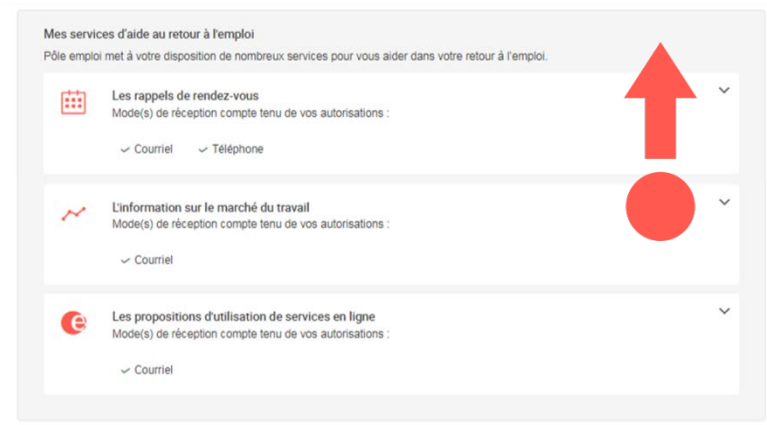 Mes services d'aide au retour à l'emploi
Pôle emploi met à votre disposition de nombreux services pour vous aider dans votre retour à l'emploi.
Les rappels de rendez-vous
Mode(s) de réception compte tenu de vos autorisations :
Courriel Téléphone
L'information sur le marché du travail
Mode(s) de réception compte tenu de vos autorisations :
Courriel
Les propositions d'utilisation de services en ligne
Mode(s) de réception compte tenu de vos autorisations :
Courriel